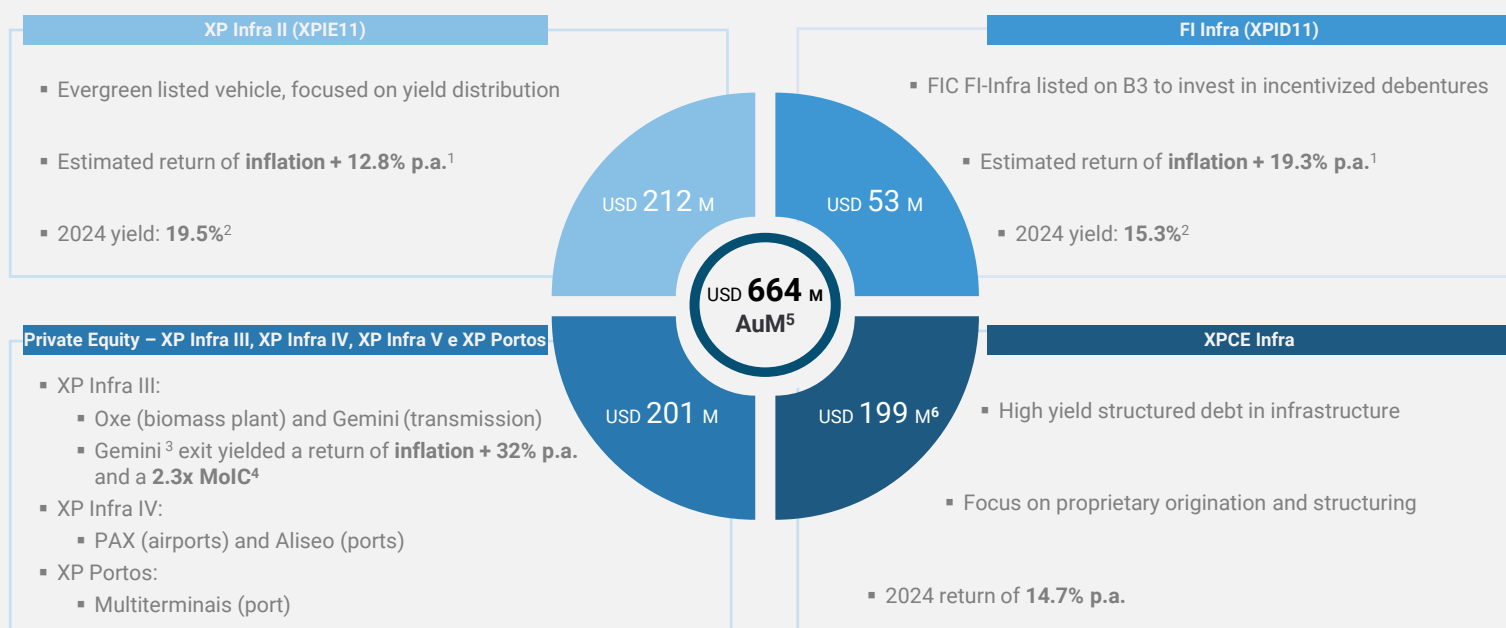 XP Infra II (XPIE11)
▪ Evergreen listed vehicle, focused on yield distribution
▪ Estimated return of inflation + 12.8% p.a.¹
▪ 2024 yield: 19.5%²
FI Infra (XPID11)
▪ FIC FI-Infra listed on B3 to invest in incentivized debentures
▪ Estimated return of inflation + 19.3% p.a.¹
▪ 2024 yield: 15.3%²
USD 212 M
USD 53 M
USD 664 M
AuM⁵
USD 201 M
USD 199 M⁶
Private Equity – XP Infra III, XP Infra IV, XP Infra V e XP Portos
▪ XP Infra III:
▪ Oxe (biomass plant) and Gemini (transmission)
▪ Gemini ³ exit yielded a return of inflation + 32% p.a.
and a 2.3x MoIC⁴
▪ XP Infra IV:
▪ PAX (airports) and Aliseo (ports)
▪ XP Portos:
▪ Multiterminais (port)
XPCE Infra
▪ High yield structured debt in infrastructure
▪ Focus on proprietary origination and structuring
▪ 2024 return of 14.7% p.a.